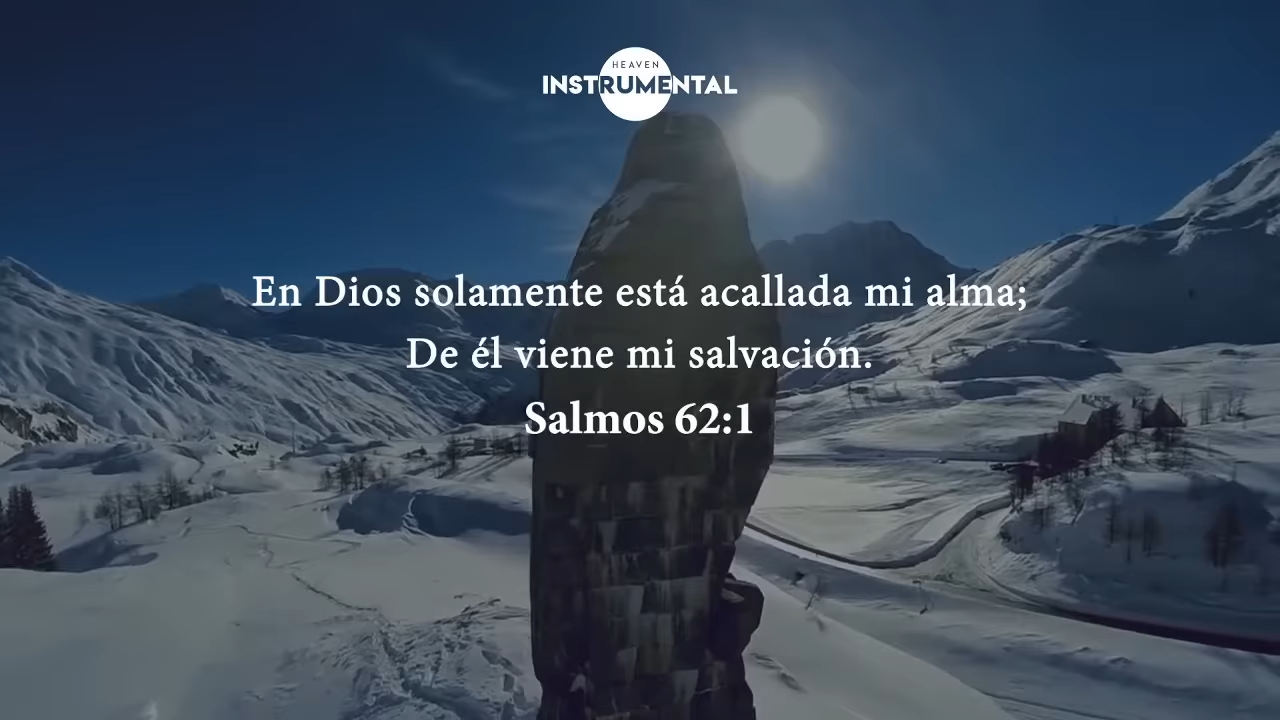 HEAVEN
INSTRUMENTAL
En Dios solamente está acallada mi alma;
De él viene mi salvación.
Salmos 62:1